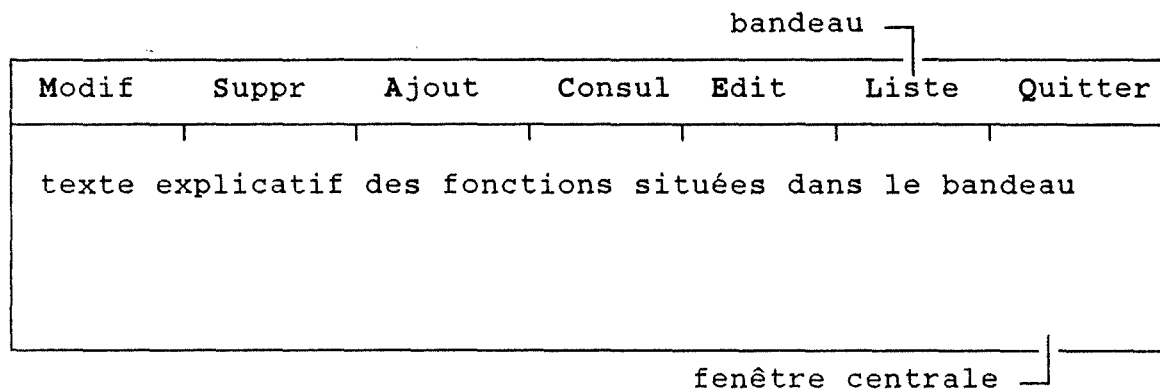 bandeau
Modif Suppr Ajout Consul Edit Liste Quitter
texte explicatif des fonctions situées dans le bandeau
fenêtre centrale